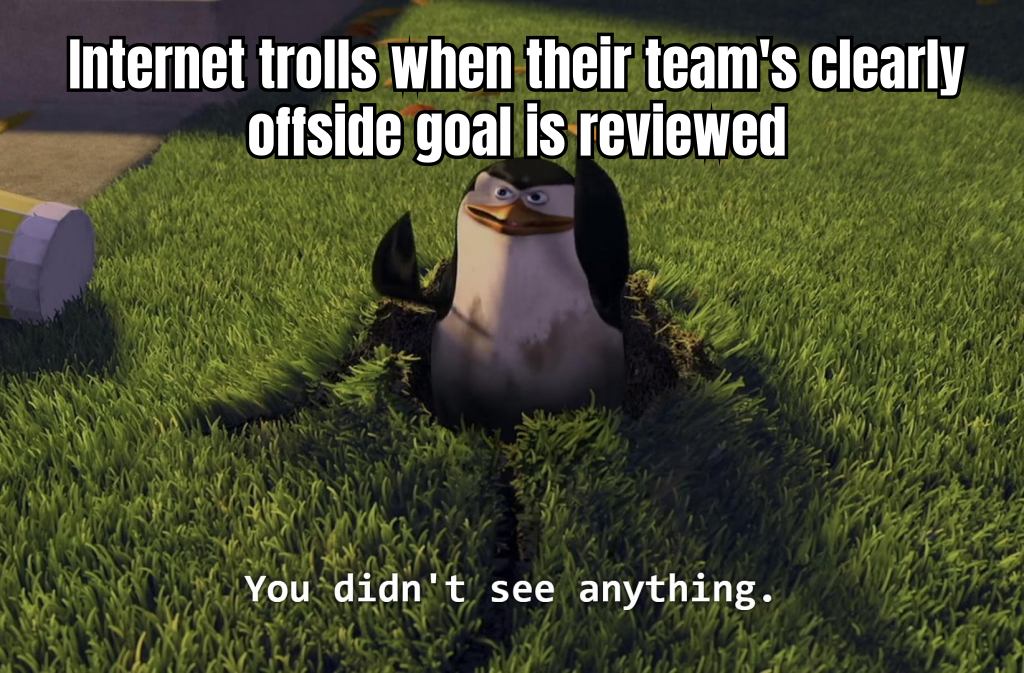 Internet trolls when their team's clearly
offside goal is reviewed
You didn't see anything.